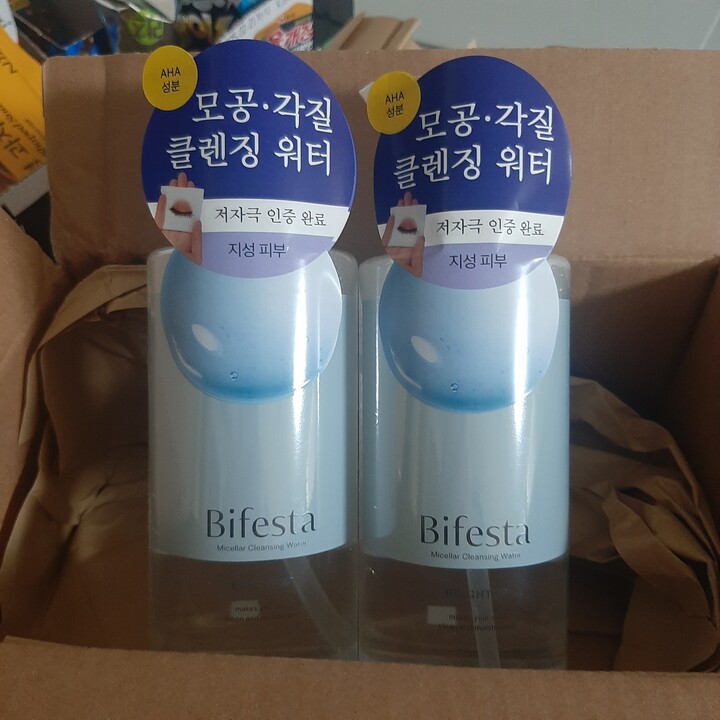 AHA
성분
모공·각질
클렌징 워터
저자극 인증 완료
지성 피부
Bifesta
Micellar Cleansing Water
makes
AHA
성분
모공·각질
클렌징 워터
저자극 인증 완료
지성 피부
Bifesta
Micellar Cleansing Water